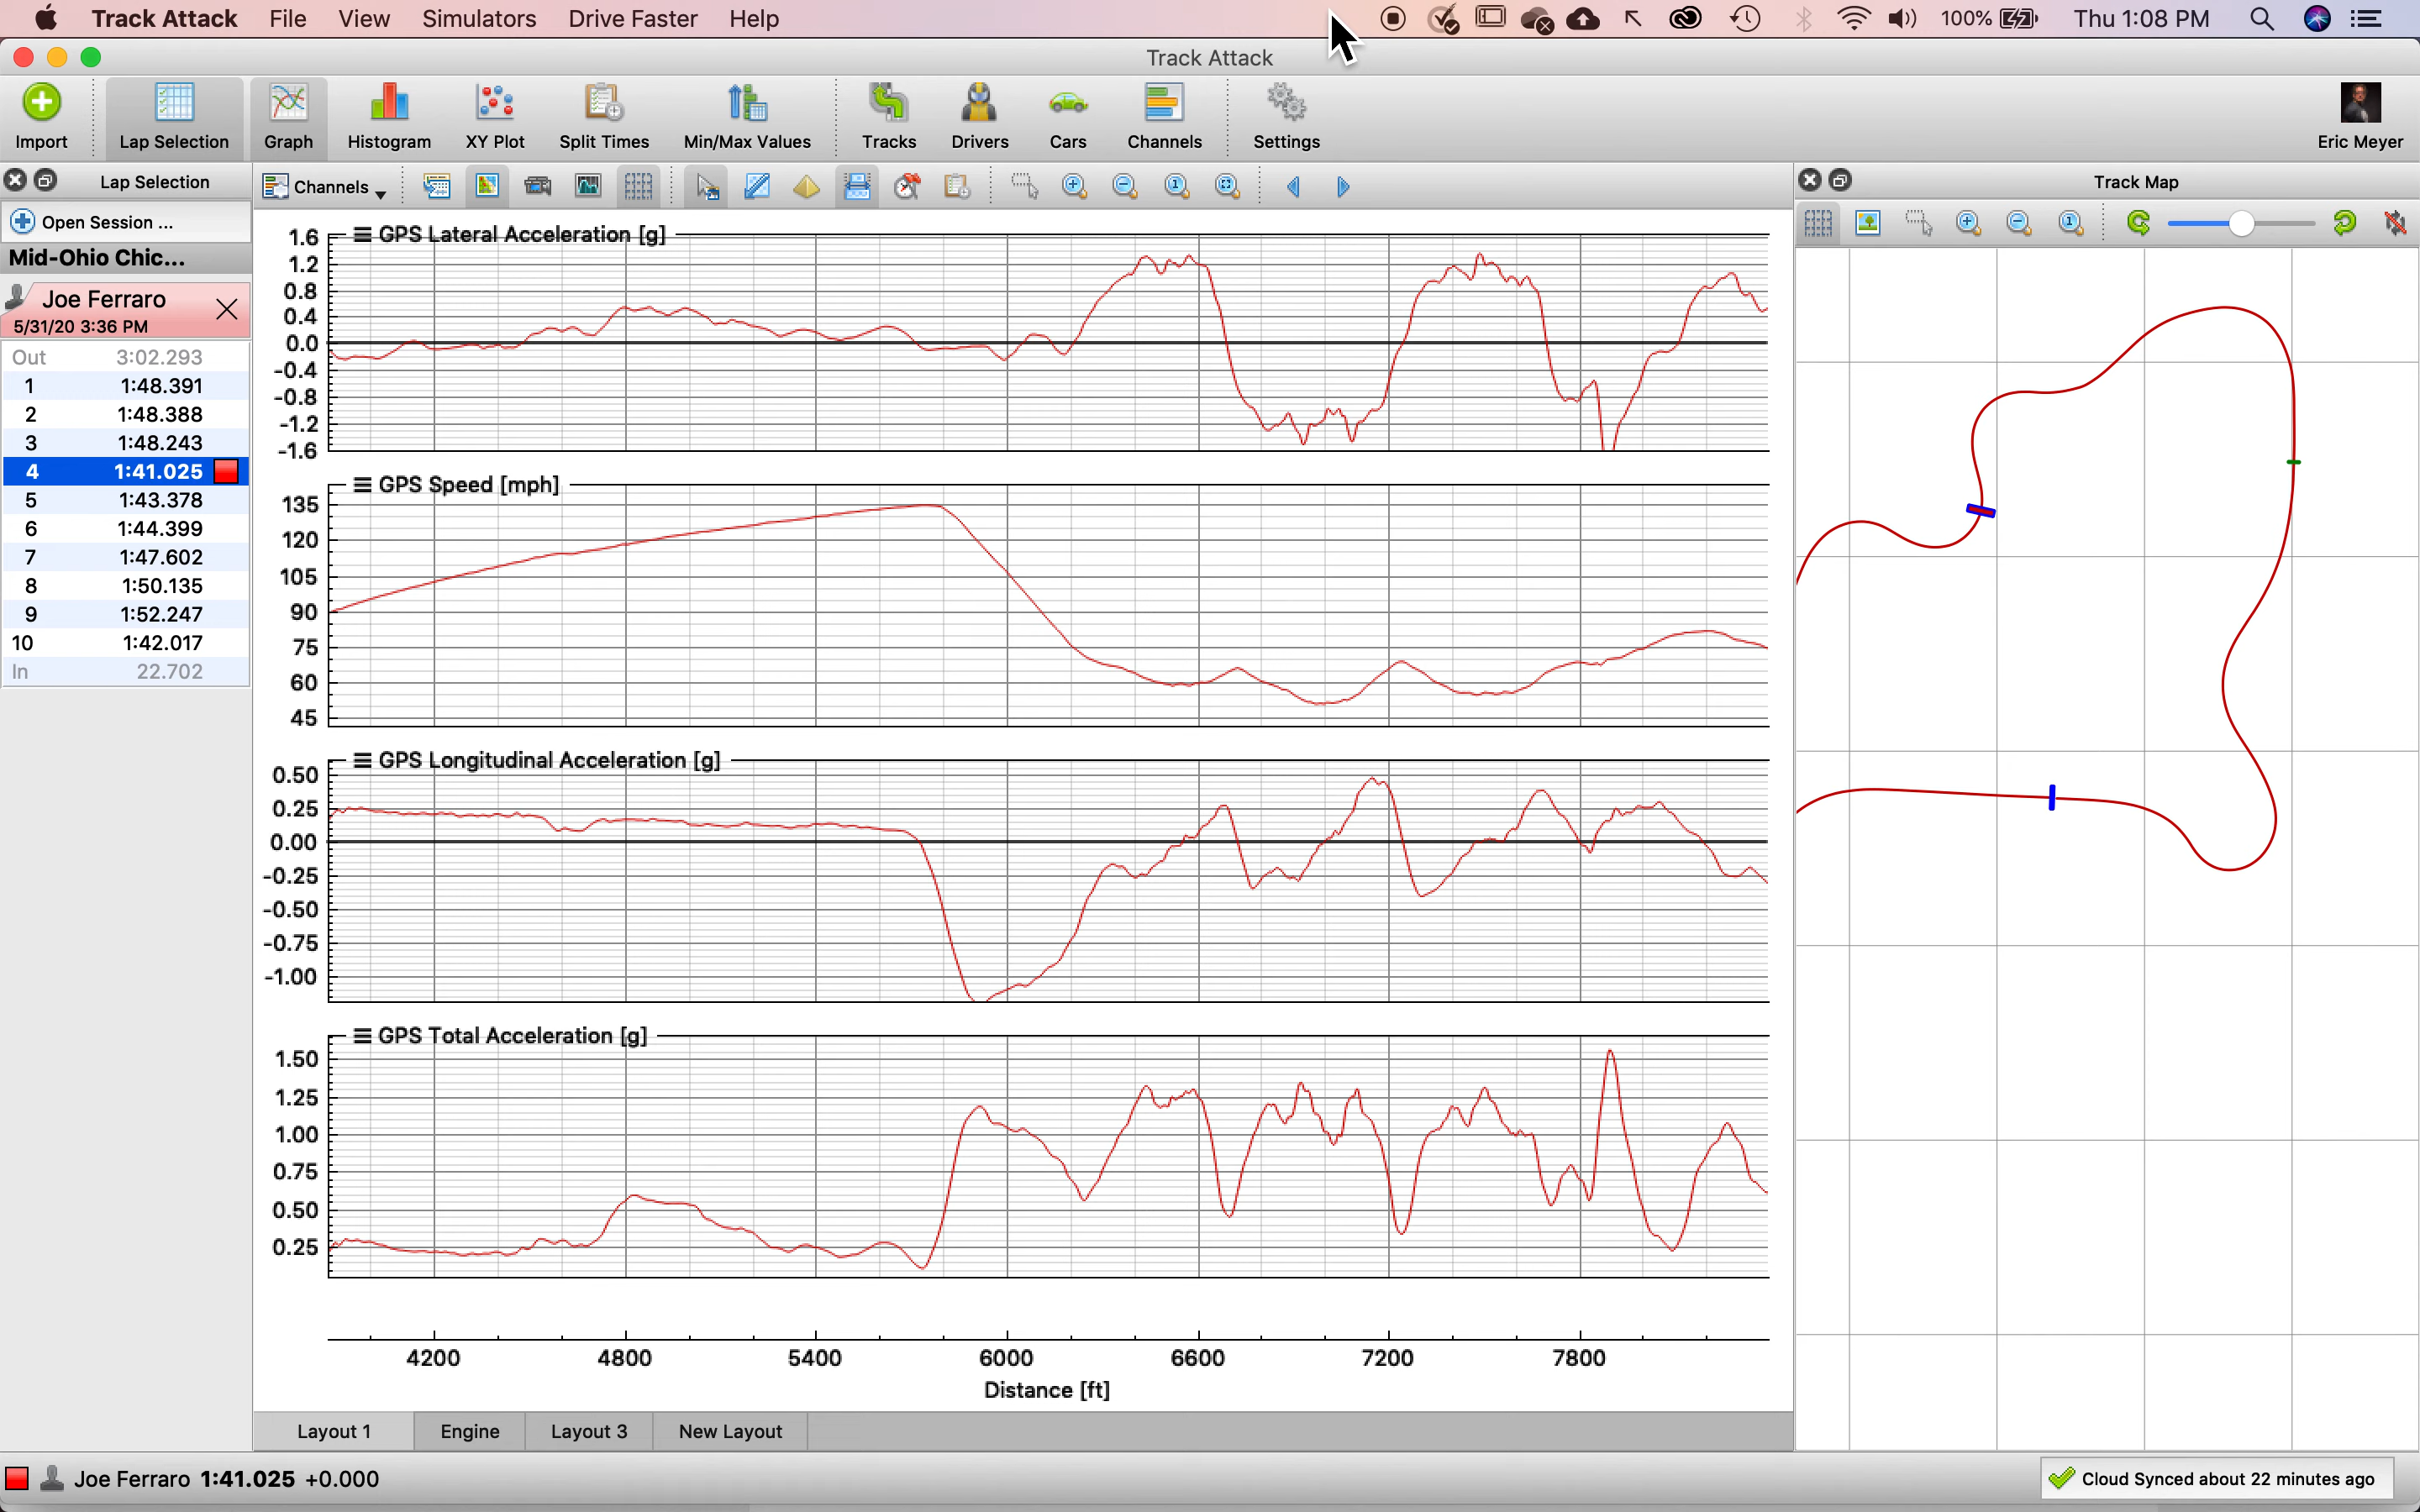 Track Attack File View Simulators Drive Faster Help 100% Thu 1:08 PM
Track Attack
Import Lap Selection Graph Histogram XY Plot Split Times Min/Max Values Tracks Drivers Cars Channels Settings Eric Meyer
Lap Selection
Channels
Track Map
Open Session ...
Mid-Ohio Chic...
Joe Ferraro
5/31/20 3:36 PM
Out 3:02.293
1 1:48.391
2 1:48.388
3 1:48.243
4 1:41.025
5 1:43.378
6 1:44.399
7 1:47.602
8 1:50.135
9 1:52.247
10 1:42.017
In 22.702
GPS Lateral Acceleration [g]
1.6
1.2
0.8
0.4
0.0
-0.4
-0.8
-1.2
-1.6
GPS Speed [mph]
135
120
105
90
75
60
45
GPS Longitudinal Acceleration [g]
0.50
0.25
0.00
-0.25
-0.50
-0.75
-1.00
GPS Total Acceleration [g]
1.50
1.25
1.00
0.75
0.50
0.25
4200 4800 5400 6000 6600 7200 7800
Distance [ft]
Layout 1 Engine Layout 3 New Layout
Joe Ferraro 1:41.025 +0.000
Cloud Synced about 22 minutes ago